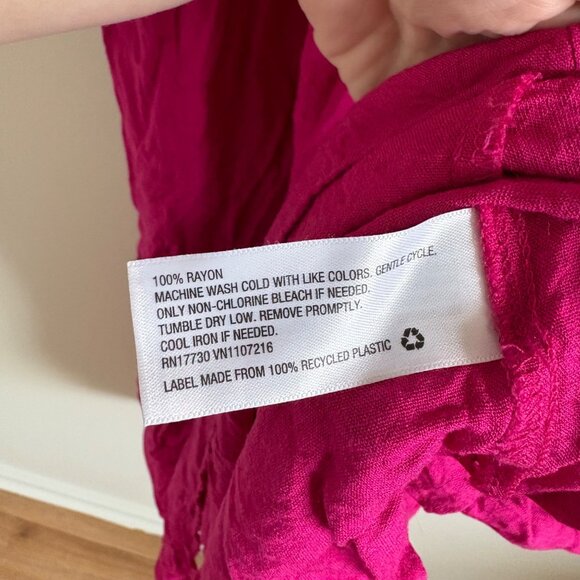 100% RAYON
MACHINE WASH COLD WITH LIKE COLORS. GENTLE CYCLE.
ONLY NON-CHLORINE BLEACH IF NEEDED.
TUMBLE DRY LOW. REMOVE PROMPTLY.
COOL IRON IF NEEDED.
RN17730 VN1107216
LABEL MADE FROM 100% RECYCLED PLASTIC